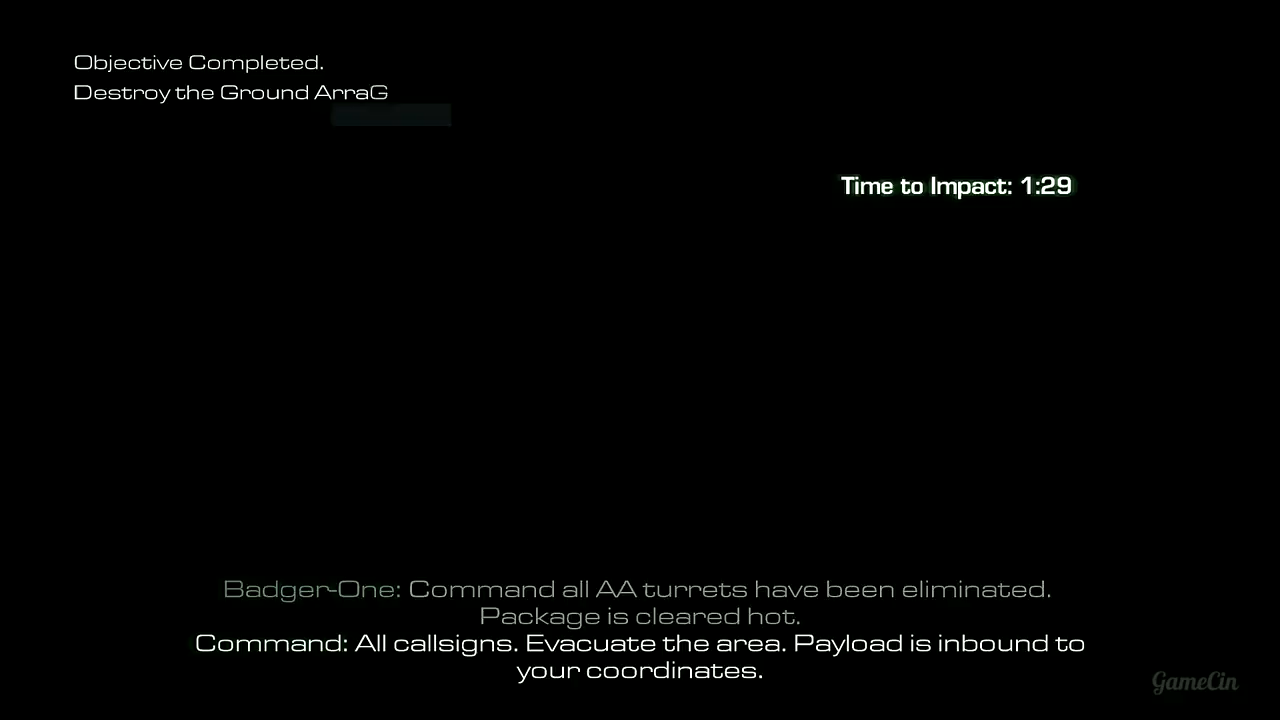 Objective Completed.
Destroy the Ground ArraG
Time to Impact: 1:29
Badger-One: Command all AA turrets have been eliminated.
Package is cleared hot.
Command: All callsigns. Evacuate the area. Payload is inbound to
your coordinates.
GameCin